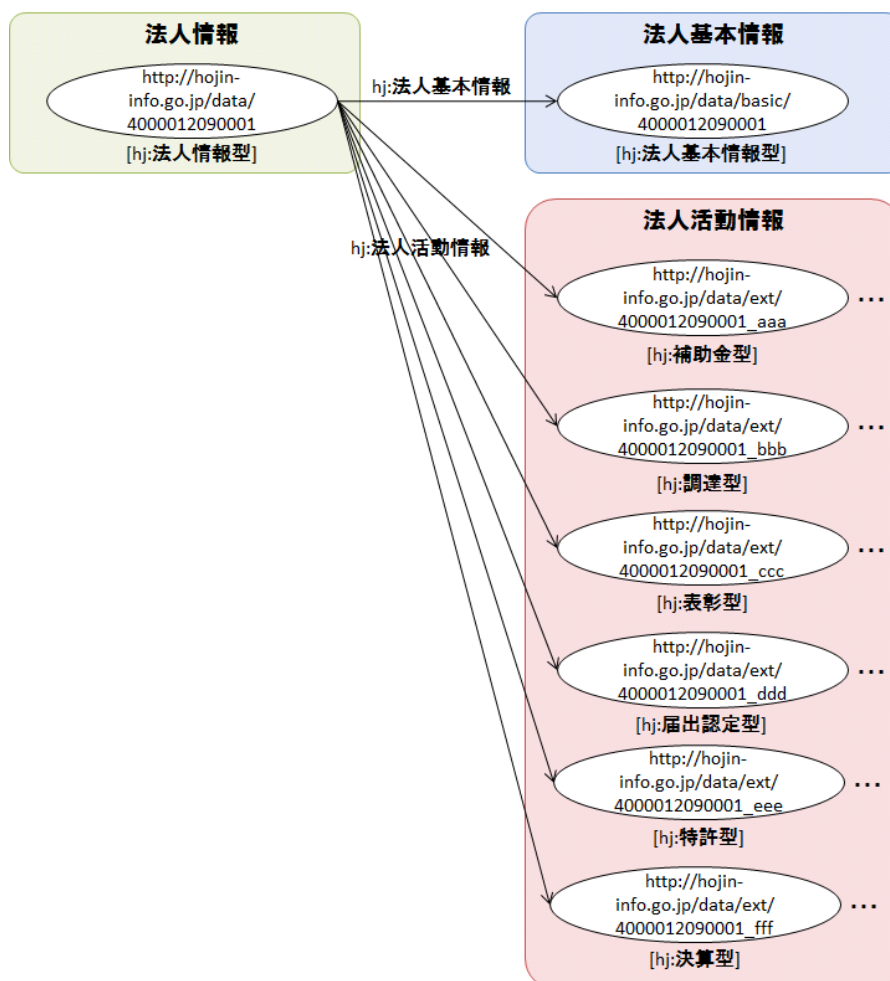 法人情報
http://hojin-
info.go.jp/data/
4000012090001
[hj:法人情報型]
hj:法人基本情報
法人基本情報
http://hojin-
info.go.jp/data/basic/
4000012090001
[hj:法人基本情報型]
hj:法人活動情報
法人活動情報
http://hojin-
info.go.jp/data/ext/
4000012090001_aaa
...
[hj:補助金型]
http://hojin-
info.go.jp/data/ext/
4000012090001_bbb
...
[hj:調達型]
http://hojin-
info.go.jp/data/ext/
4000012090001_ccc
...
[hj:表彰型]
http://hojin-
info.go.jp/data/ext/
4000012090001_ddd
...
[hj:届出認定型]
http://hojin-
info.go.jp/data/ext/
4000012090001_eee
...
[hj:特許型]
http://hojin-
info.go.jp/data/ext/
4000012090001_fff
...
[hj:決算型]